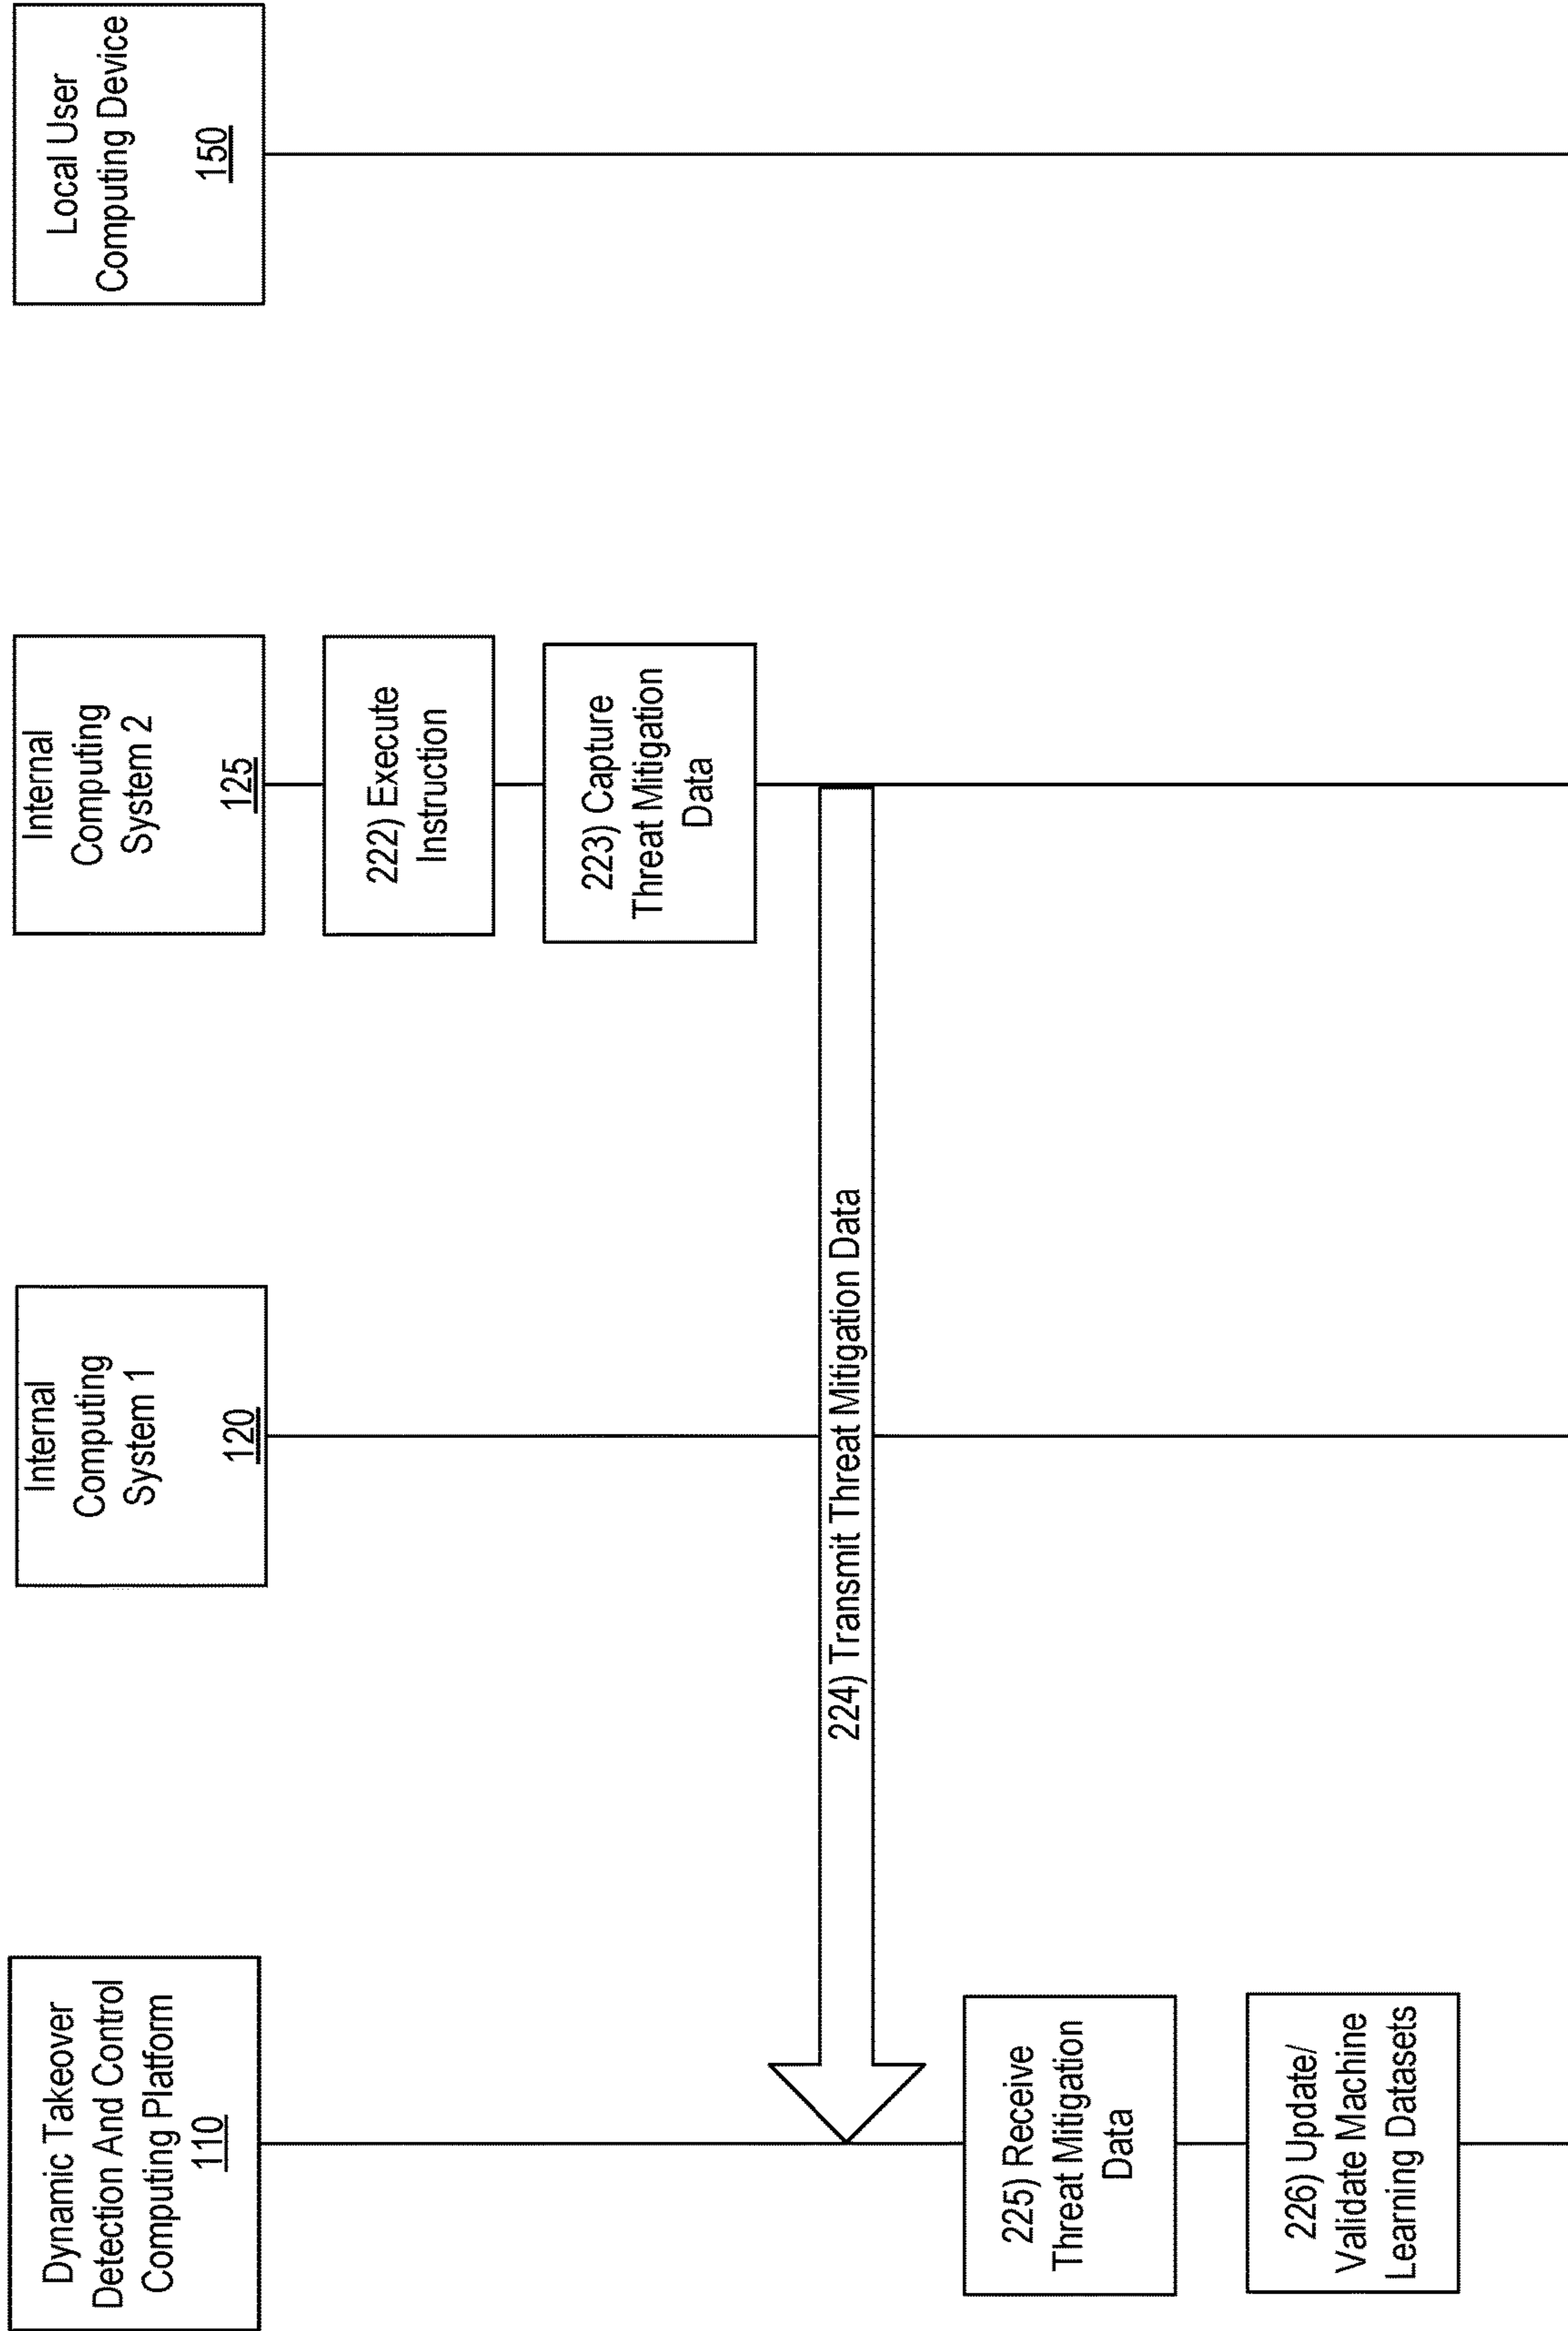 Dynamic Takeover
Detection And Control
Computing Platform
110
Internal
Computing
System 1
120
Internal
Computing
System 2
125
Local User
Computing Device
150
222) Execute
Instruction
223) Capture
Threat Mitigation
Data
224) Transmit Threat Mitigation Data
225) Receive
Threat Mitigation
Data
226) Update/
Validate Machine
Learning Datasets